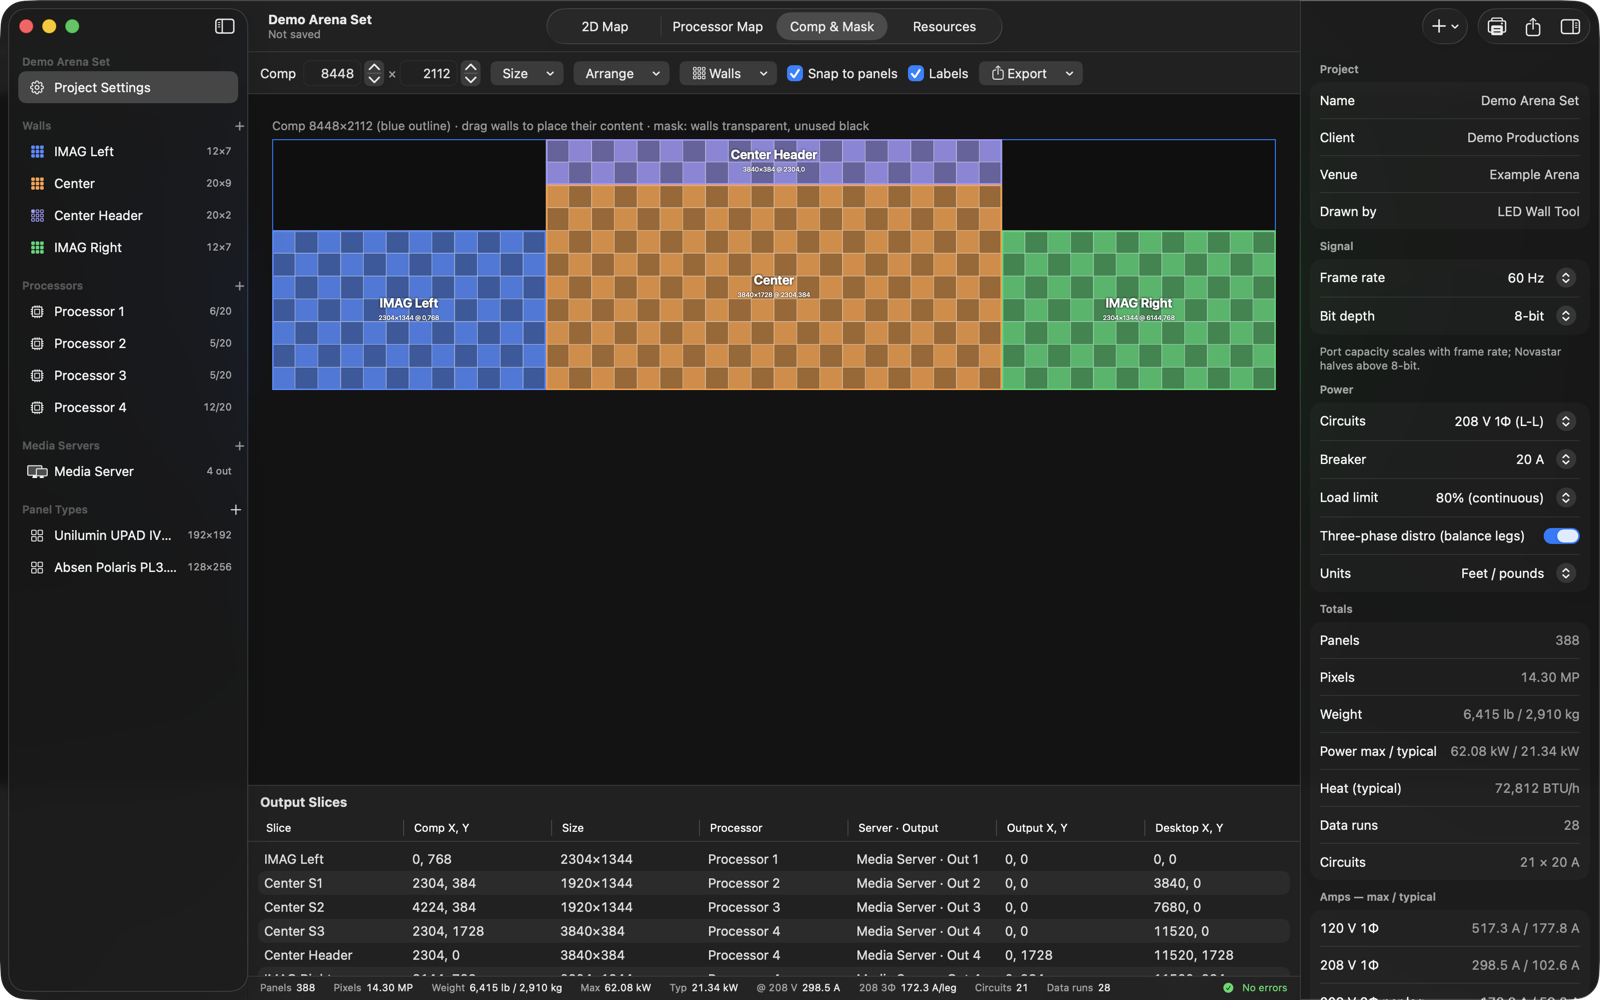 Demo Arena Set
Project Settings
Walls
IMAG Left 12×7
Center 20×9
Center Header 20×2
IMAG Right 12×7
Processors
Processor 1 6/20
Processor 2 5/20
Processor 3 5/20
Processor 4 12/20
Media Servers
Media Server 4 out
Panel Types
Unilumin UPAD IV... 192×192
Absen Polaris PL3.... 128×256
Demo Arena Set
Not saved
2D Map Processor Map Comp & Mask Resources
Comp 8448 × 2112 Size Arrange Walls Snap to panels Labels Export
Comp 8448×2112 (blue outline) · drag walls to place their content · mask: walls transparent, unused black
Center Header
3840×384 @ 2304,0
Center
3840×1728 @ 2304,384
IMAG Left
2304×1344 @ 0,768
IMAG Right
2304×1344 @ 6144,768
Output Slices
Slice Comp X, Y Size Processor Server · Output Output X, Y Desktop X, Y
IMAG Left 0, 768 2304×1344 Processor 1 Media Server · Out 1 0, 0 0, 0
Center S1 2304, 384 1920×1344 Processor 2 Media Server · Out 2 0, 0 3840, 0
Center S2 4224, 384 1920×1344 Processor 3 Media Server · Out 3 0, 0 7680, 0
Center S3 2304, 1728 3840×384 Processor 4 Media Server · Out 4 0, 0 11520, 0
Center Header 2304, 0 3840×384 Processor 4 Media Server · Out 4 0, 1728 11520, 1728
Panels 388 Pixels 14.30 MP Weight 6,415 lb / 2,910 kg Max 62.08 kW Typ 21.34 kW @ 208 V 298.5 A 208 3Φ 172.3 A/leg Circuits 21 Data runs 28 No errors
Project
Name Demo Arena Set
Client Demo Productions
Venue Example Arena
Drawn by LED Wall Tool
Signal
Frame rate 60 Hz
Bit depth 8-bit
Port capacity scales with frame rate; Novastar
halves above 8-bit.
Power
Circuits 208 V 1Φ (L-L)
Breaker 20 A
Load limit 80% (continuous)
Three-phase distro (balance legs)
Units Feet / pounds
Totals
Panels 388
Pixels 14.30 MP
Weight 6,415 lb / 2,910 kg
Power max / typical 62.08 kW / 21.34 kW
Heat (typical) 72,812 BTU/h
Data runs 28
Circuits 21 × 20 A
Amps — max / typical
120 V 1Φ 517.3 A / 177.8 A
208 V 1Φ 298.5 A / 102.6 A